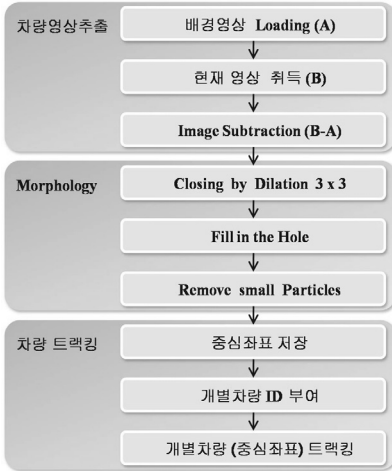 차량영상추출
배경영상 Loading (A)
현재 영상 취득 (B)
Image Subtraction (B-A)
Morphology
Closing by Dilation 3 x 3
Fill in the Hole
Remove small Particles
차량 트랙킹
중심좌표 저장
개별차량 ID 부여
개별차량 (중심좌표) 트랙킹